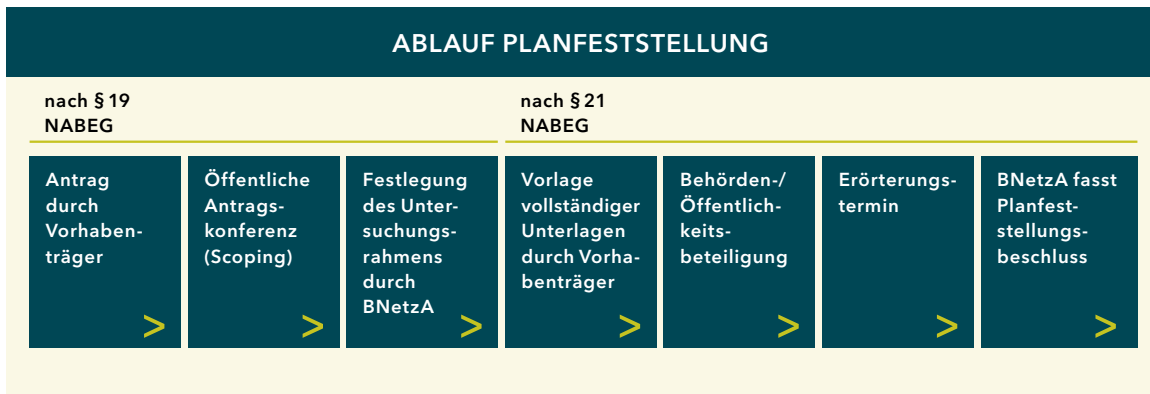 ABLAUF PLANFESTSTELLUNG
nach § 19
NABEG
nach § 21
NABEG
Antrag
durch
Vorhaben-
träger
>
Öffentliche
Antrags-
konferenz
(Scoping)
>
Festlegung
des Unter-
suchungs-
rahmens
durch
BNetzA
>
Vorlage
vollständiger
Unterlagen
durch Vorha-
benträger
>
Behörden-/
Öffentlich-
keits-
beteiligung
>
Erörterungs-
termin
>
BNetzA fasst
Planfest-
stellungs-
beschluss
>